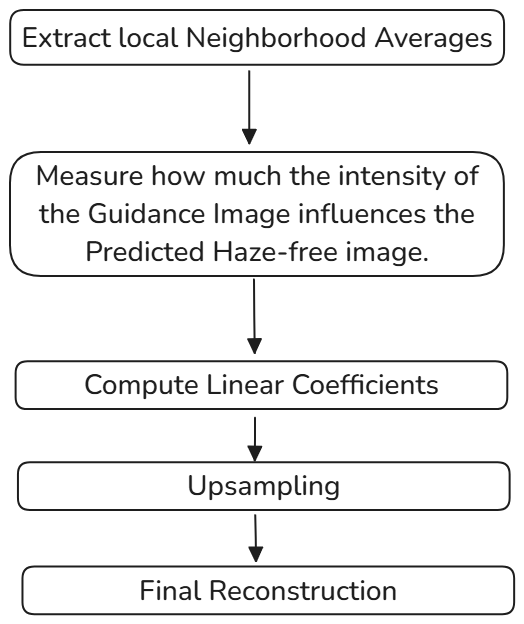 Extract local Neighborhood Averages
Measure how much the intensity of
the Guidance Image influences the
Predicted Haze-free image.
Compute Linear Coefficients
Upsampling
Final Reconstruction